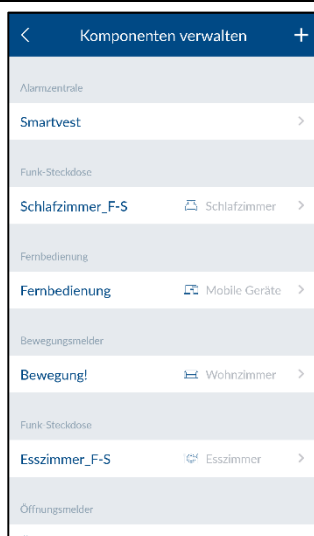 Komponenten verwalten
Alarmzentrale
Smartvest
Funk-Steckdose
Schlafzimmer_F-S Schlafzimmer
Fernbedienung
Fernbedienung Mobile Geräte
Bewegungsmelder
Bewegung! Wohnzimmer
Funk-Steckdose
Esszimmer_F-S Esszimmer
Öffnungsmelder